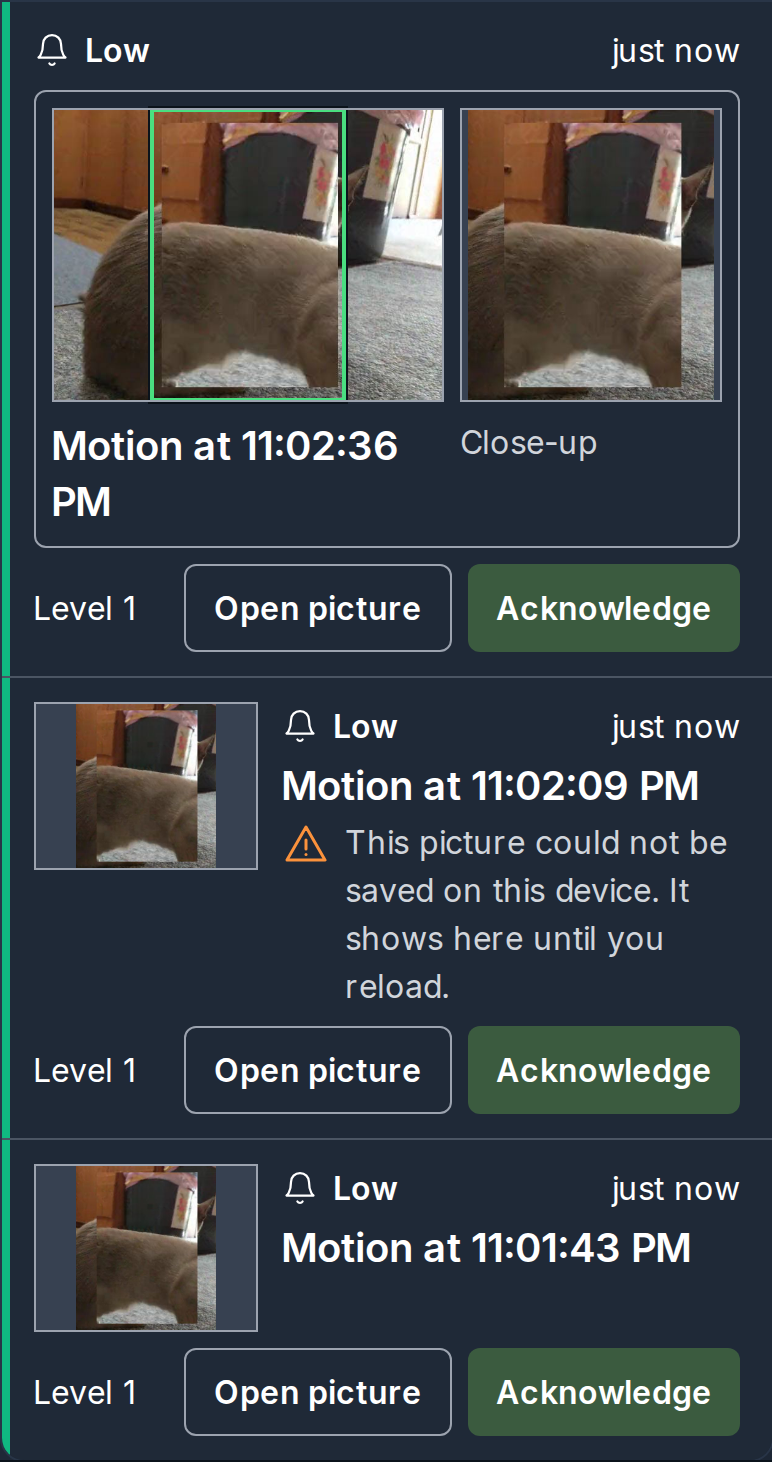 Low
just now
Motion at 11:02:36
PM
Close-up
Level 1
Open picture
Acknowledge
Low
just now
Motion at 11:02:09 PM
This picture could not be
saved on this device. It
shows here until you
reload.
Level 1
Open picture
Acknowledge
Low
just now
Motion at 11:01:43 PM
Level 1
Open picture
Acknowledge